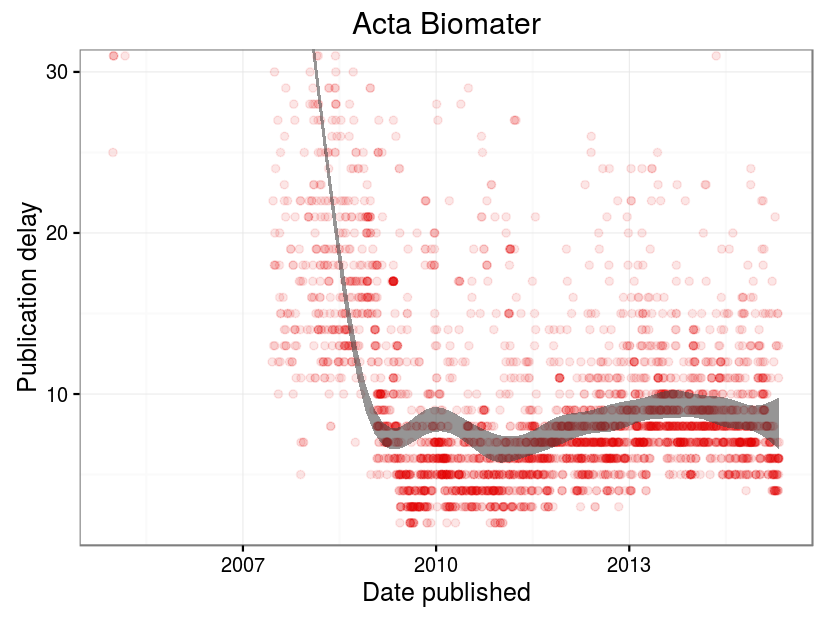 Acta Biomater
30
20
10
Publication delay
2007 2010 2013
Date published